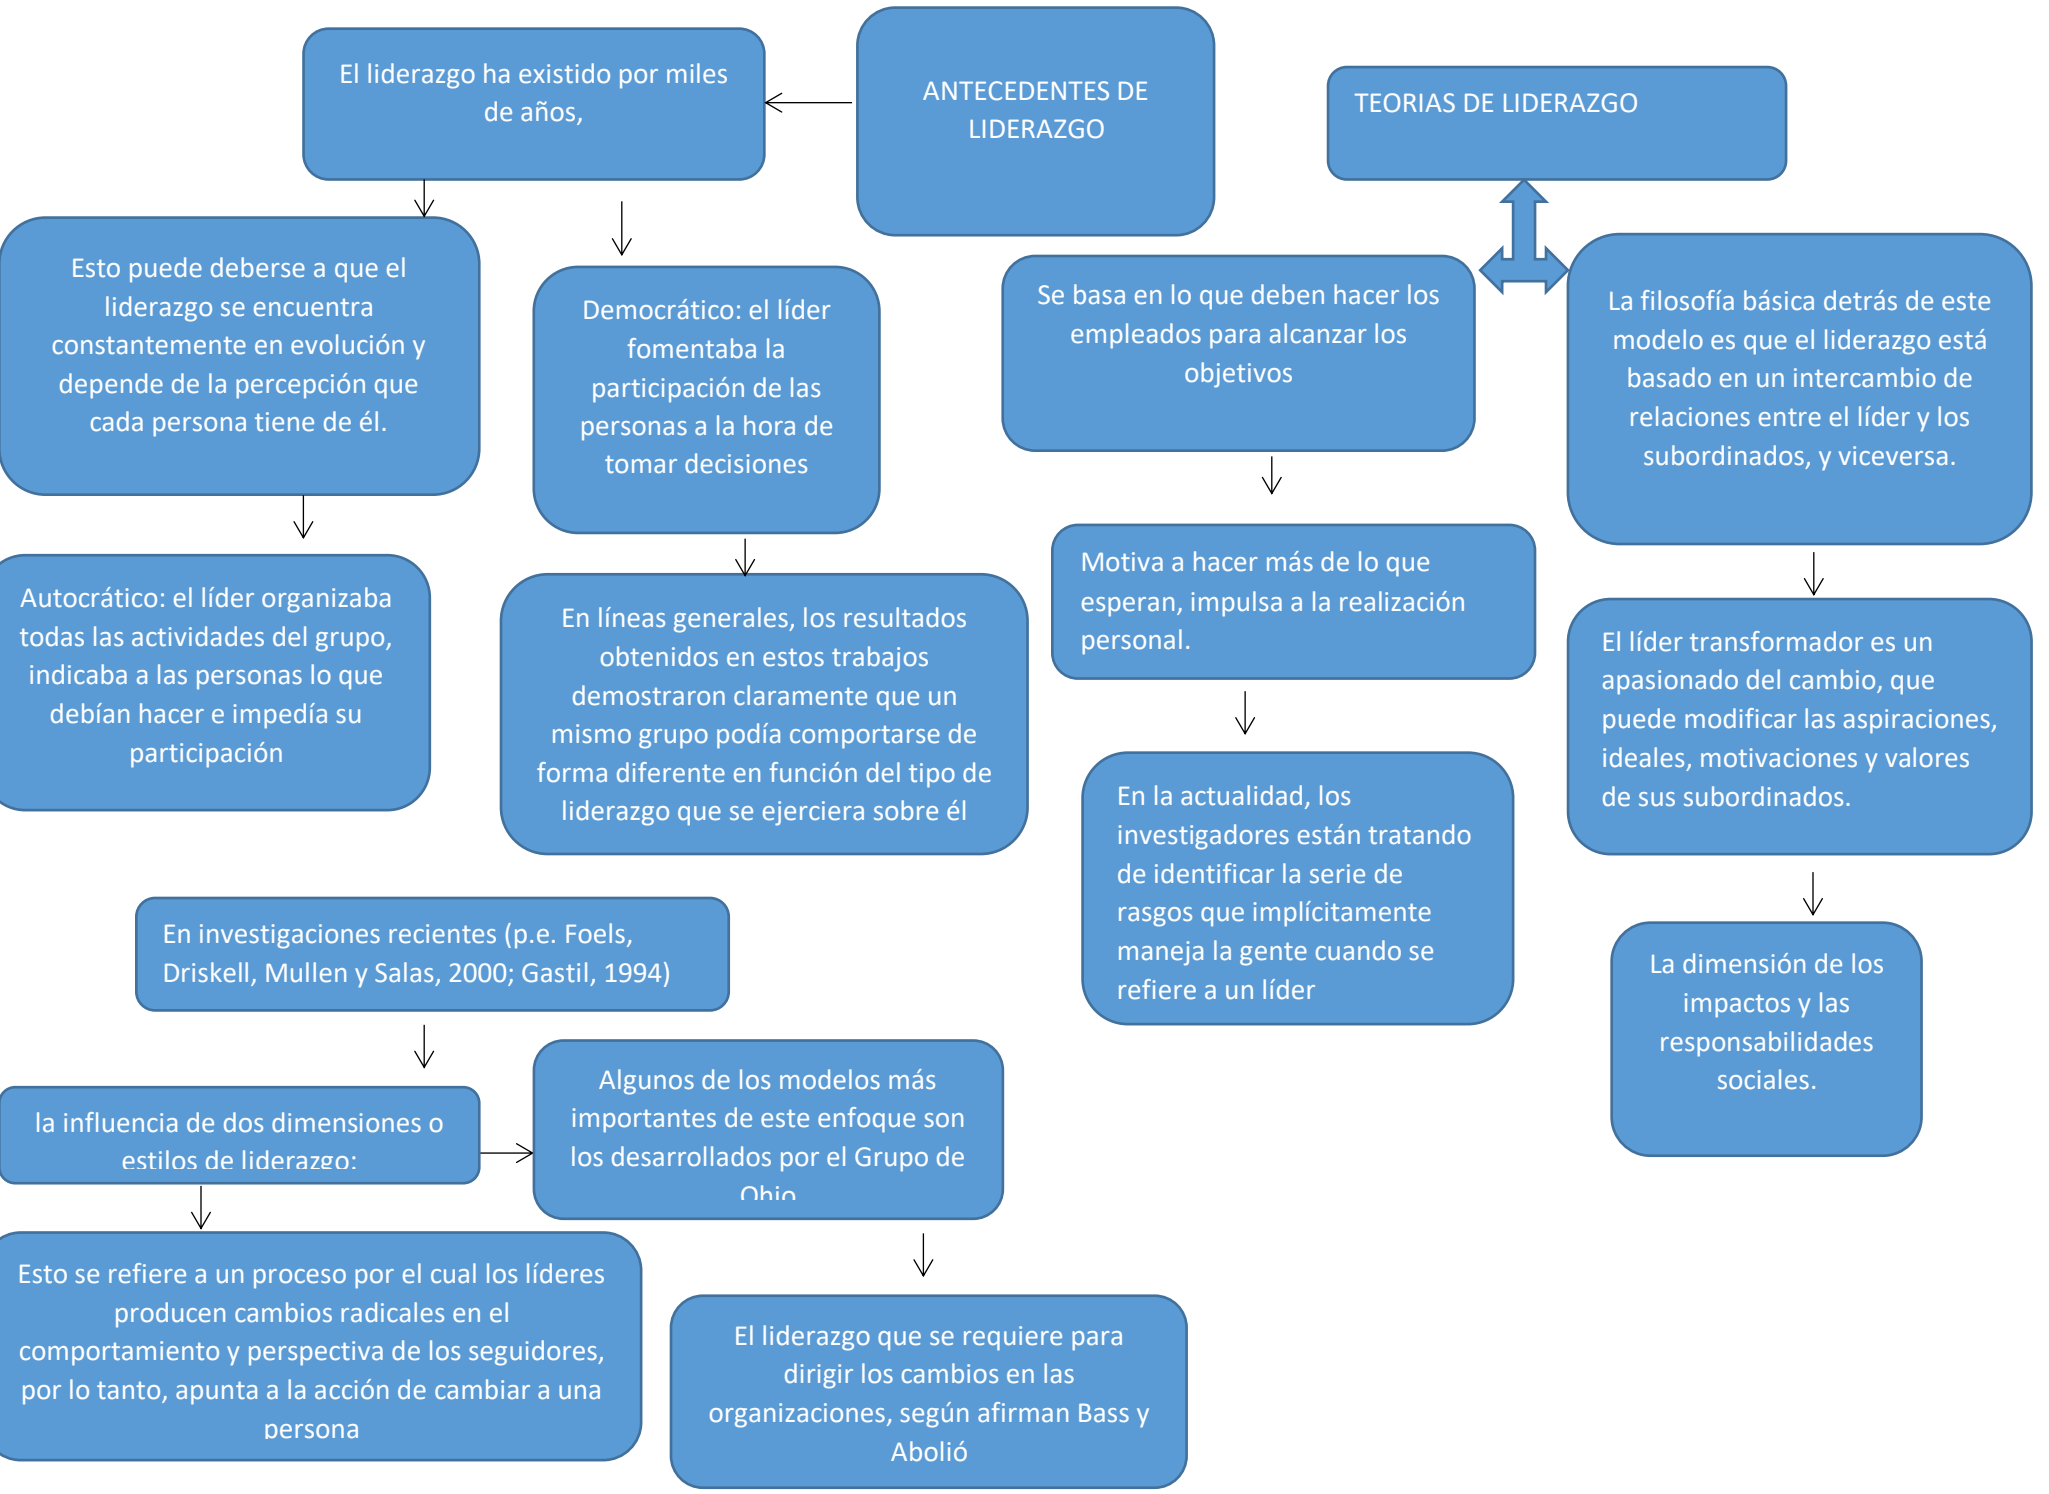 El liderazgo ha existido por miles
de años,
ANTECEDENTES DE
LIDERAZGO
TEORIAS DE LIDERAZGO
Esto puede deberse a que el
liderazgo se encuentra
constantemente en evolución y
depende de la percepción que
cada persona tiene de él.
Democrático: el líder
fomentaba la
participación de las
personas a la hora de
tomar decisiones
Se basa en lo que deben hacer los
empleados para alcanzar los
objetivos
La filosofía básica detrás de este
modelo es que el liderazgo está
basado en un intercambio de
relaciones entre el líder y los
subordinados, y viceversa.
Autocrático: el líder organizaba
todas las actividades del grupo,
indicaba a las personas lo que
debían hacer e impedía su
participación
En líneas generales, los resultados
obtenidos en estos trabajos
demostraron claramente que un
mismo grupo podía comportarse de
forma diferente en función del tipo de
liderazgo que se ejerciera sobre él
Motiva a hacer más de lo que
esperan, impulsa a la realización
personal.
El líder transformador es un
apasionado del cambio, que
puede modificar las aspiraciones,
ideales, motivaciones y valores
de sus subordinados.
En la actualidad, los
investigadores están tratando
de identificar la serie de
rasgos que implícitamente
maneja la gente cuando se
refiere a un líder
La dimensión de los
impactos y las
responsabilidades
sociales.
En investigaciones recientes (p.e. Foels,
Driskell, Mullen y Salas, 2000; Gastil, 1994)
la influencia de dos dimensiones o
estilos de liderazgo:
Algunos de los modelos más
importantes de este enfoque son
los desarrollados por el Grupo de
Ohio
Esto se refiere a un proceso por el cual los líderes
producen cambios radicales en el
comportamiento y perspectiva de los seguidores,
por lo tanto, apunta a la acción de cambiar a una
persona
El liderazgo que se requiere para
dirigir los cambios en las
organizaciones, según afirman Bass y
Abolió